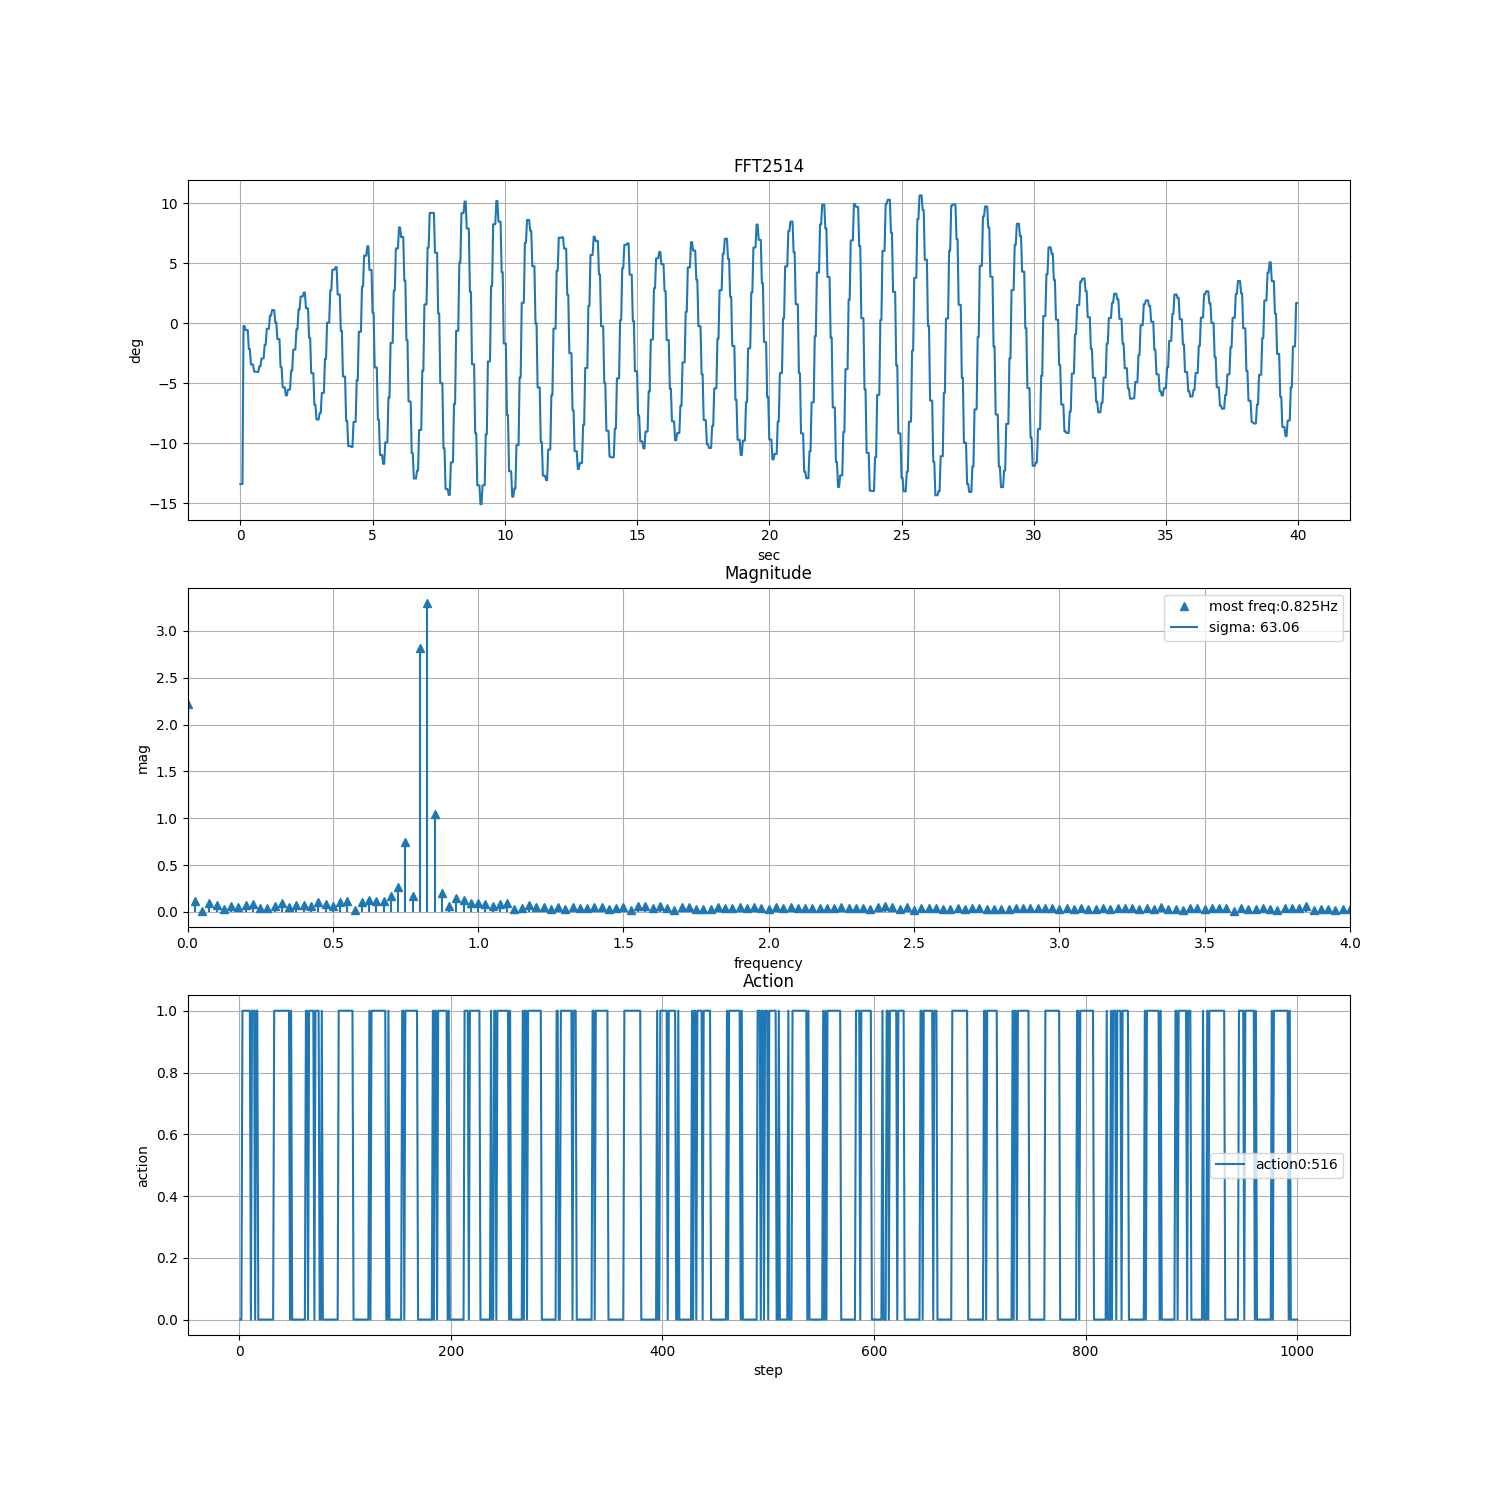 FFT2514
10
5
0
−5
−10
−15
deg
0 5 10 15 20 25 30 35 40
sec
Magnitude
most freq:0.825Hz
sigma: 63.06
3.0
2.5
2.0
1.5
1.0
0.5
0.0
mag
0.0 0.5 1.0 1.5 2.0 2.5 3.0 3.5 4.0
frequency
Action
1.0
0.8
0.6
0.4
0.2
0.0
action
action0:516
0 200 400 600 800 1000
step